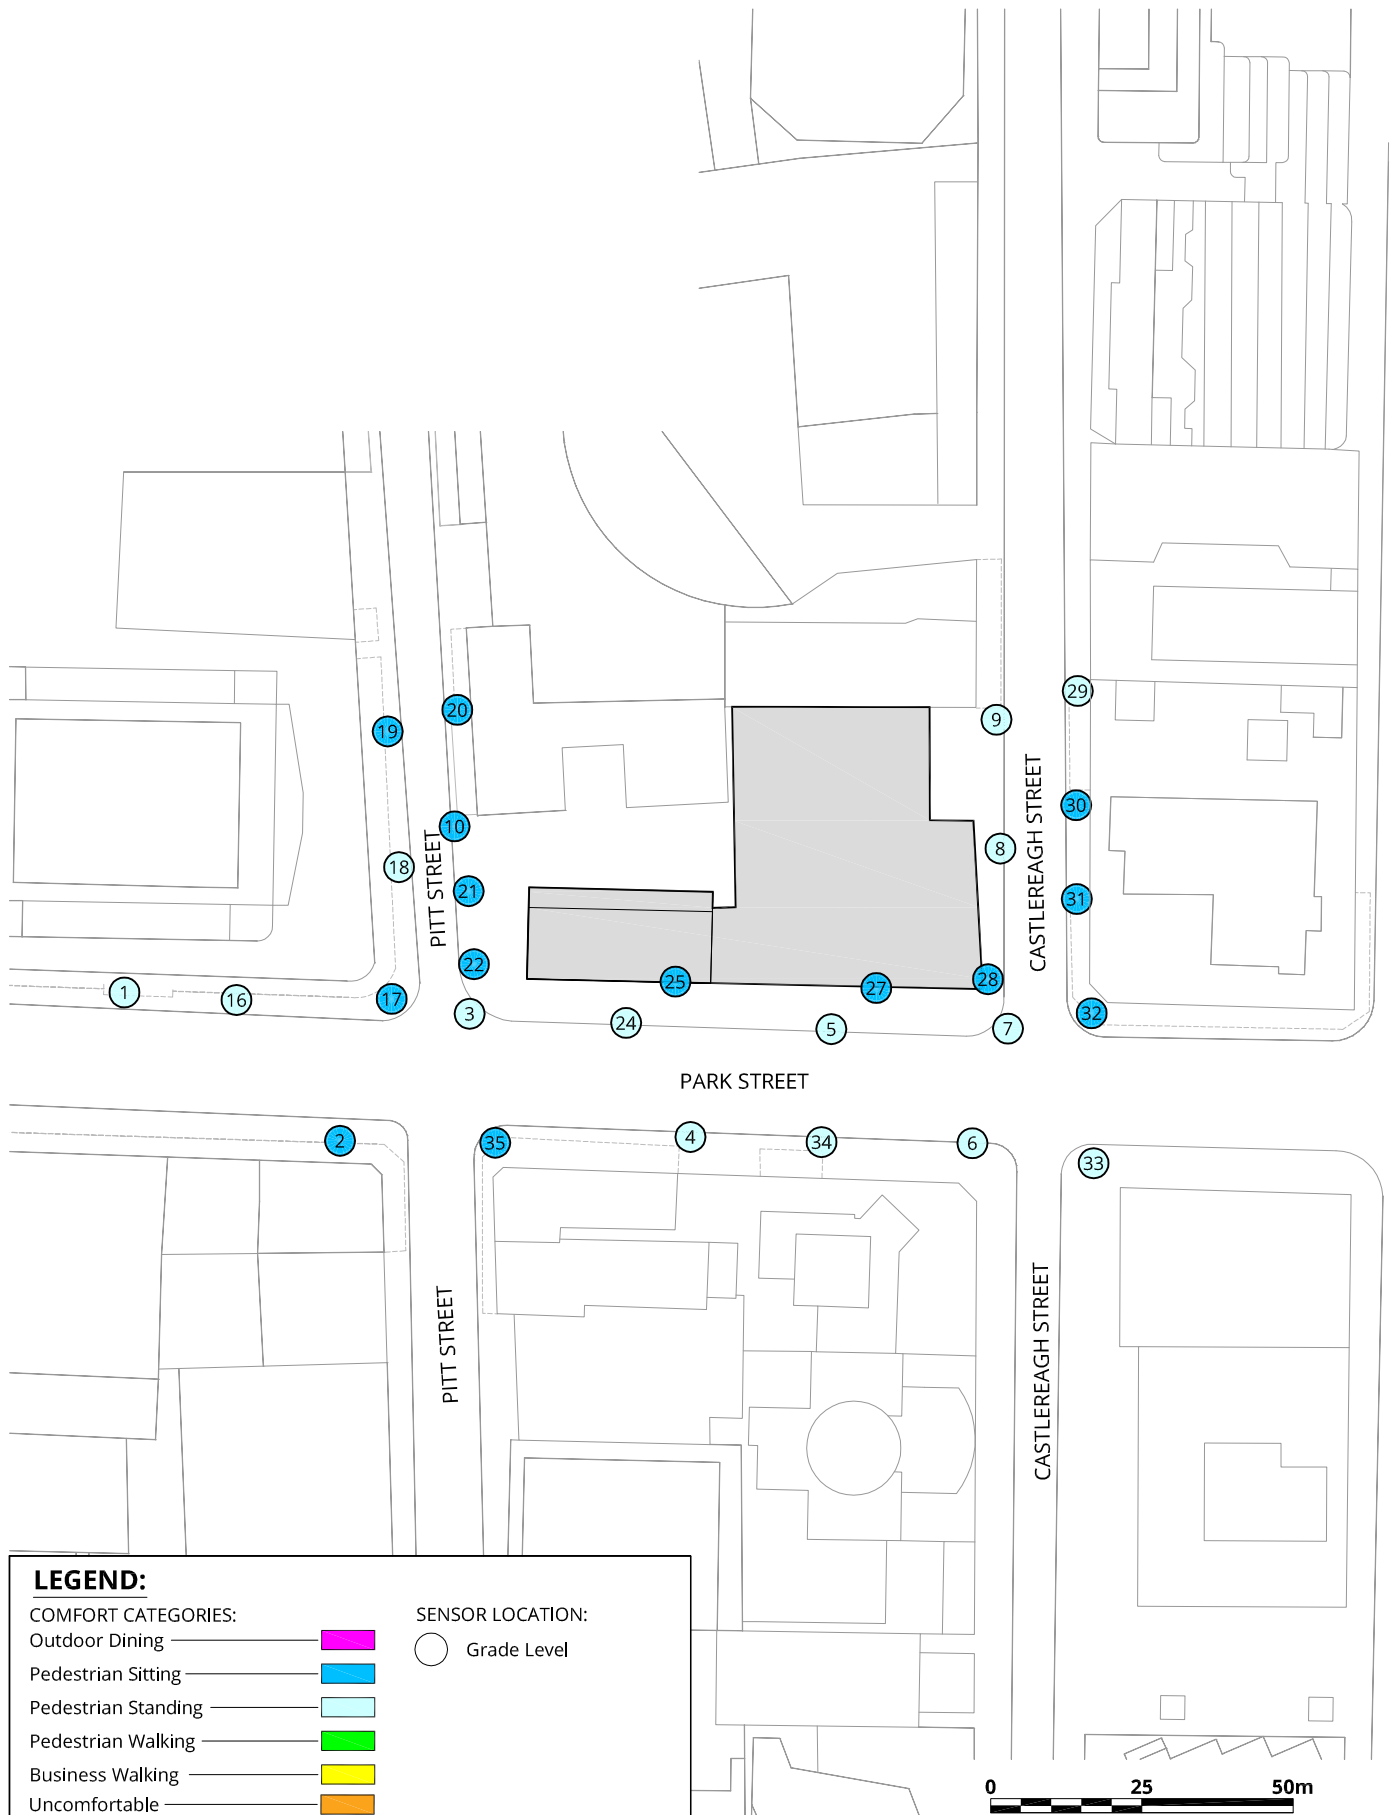 29
20
9
19
30
10
8
18
21
31
PITT STREET
CASTLEREAGH STREET
22
25
28
27
1
16
17
3
24
5
7
32
PARK STREET
2
35
4
34
6
33
PITT STREET
CASTLEREAGH STREET
LEGEND:
COMFORT CATEGORIES:
Outdoor Dining
Pedestrian Sitting
Pedestrian Standing
Pedestrian Walking
Business Walking
Uncomfortable
SENSOR LOCATION:
Grade Level
0 25 50m